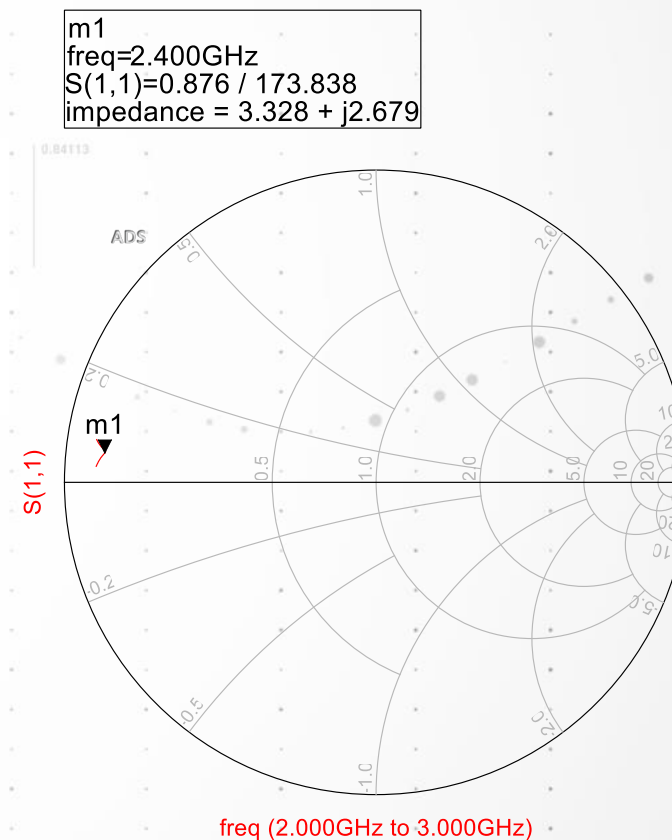 m1
freq=2.400GHz
S(1,1)=0.876 / 173.838
impedance = 3.328 + j2.679
0.84113
ADS
1.0
2.0
0.5
5.0
0.2
10
20
m1
S(1,1)
0.5
1.0
2.0
5.0
10
20
-0.2
-0.5
-1.0
-2.0
-5.0
freq (2.000GHz to 3.000GHz)